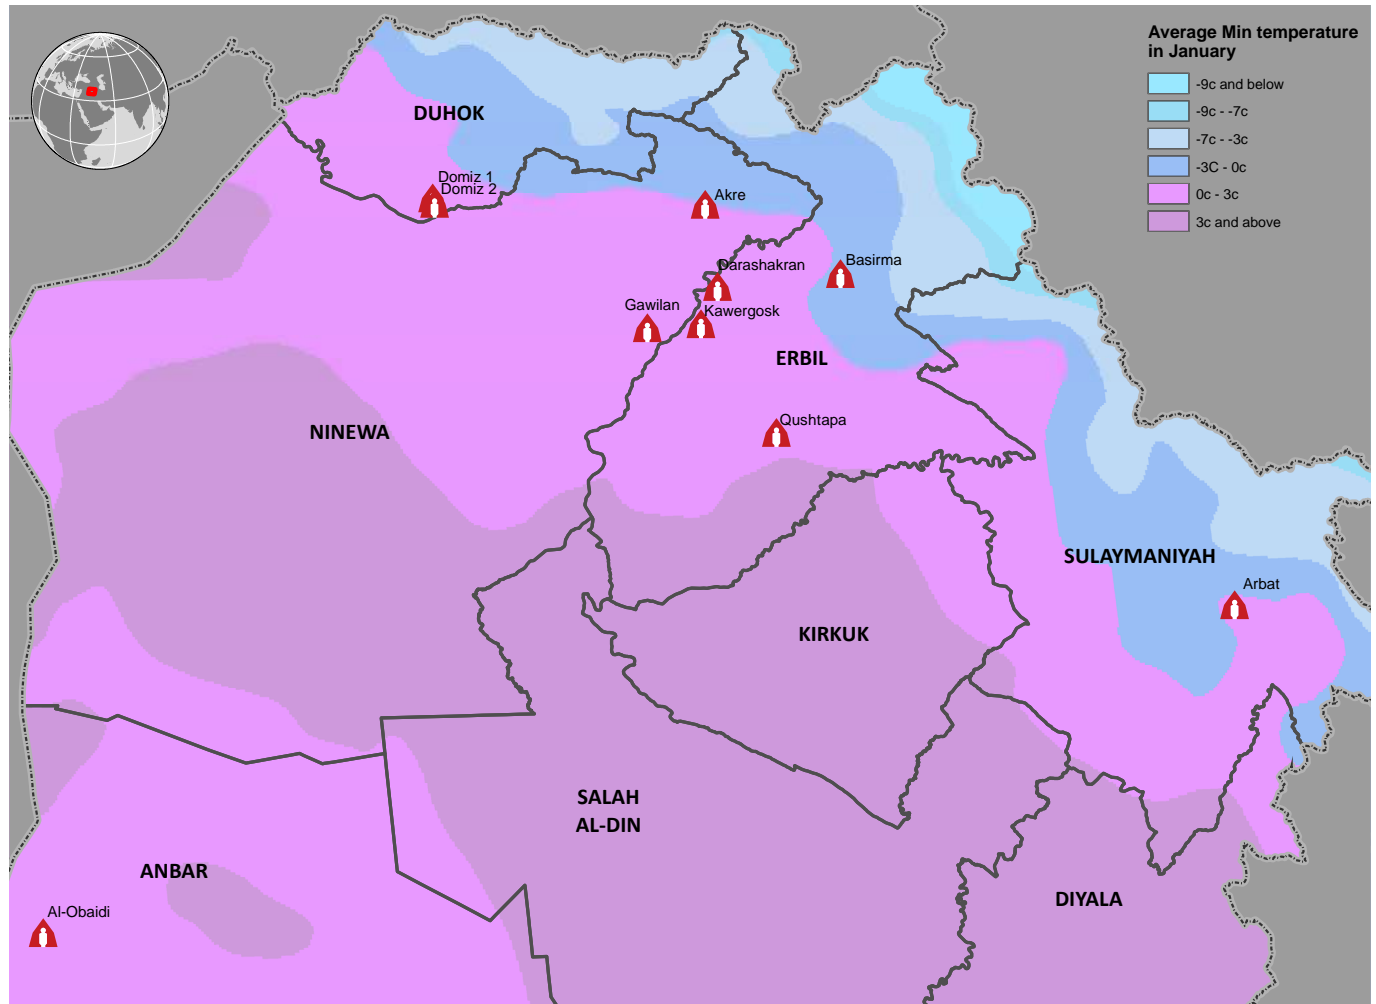 Average Min temperature
in January
-9c and below
-9c - -7c
-7c - -3c
-3C - 0c
0c - 3c
3c and above
DUHOK
Domiz 1
Domiz 2
Akre
Basirma
Darashakran
Gawilan
Kawergosk
ERBIL
Qushtapa
NINEWA
SULAYMANIYAH
Arbat
KIRKUK
SALAH
AL-DIN
ANBAR
Al-Obaidi
DIYALA